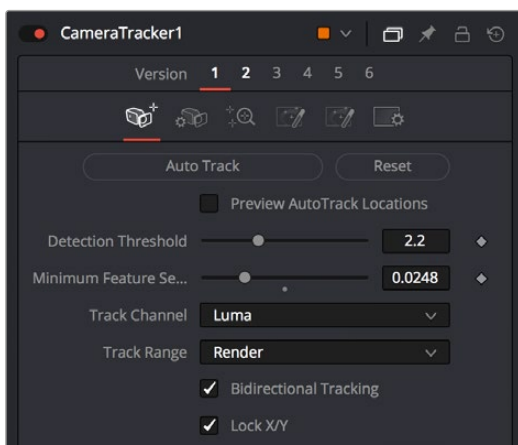 CameraTracker1
Version 1 2 3 4 5 6
Auto Track Reset
Preview AutoTrack Locations
Detection Threshold 2.2
Minimum Feature Se... 0.0248
Track Channel Luma
Track Range Render
Bidirectional Tracking
Lock X/Y